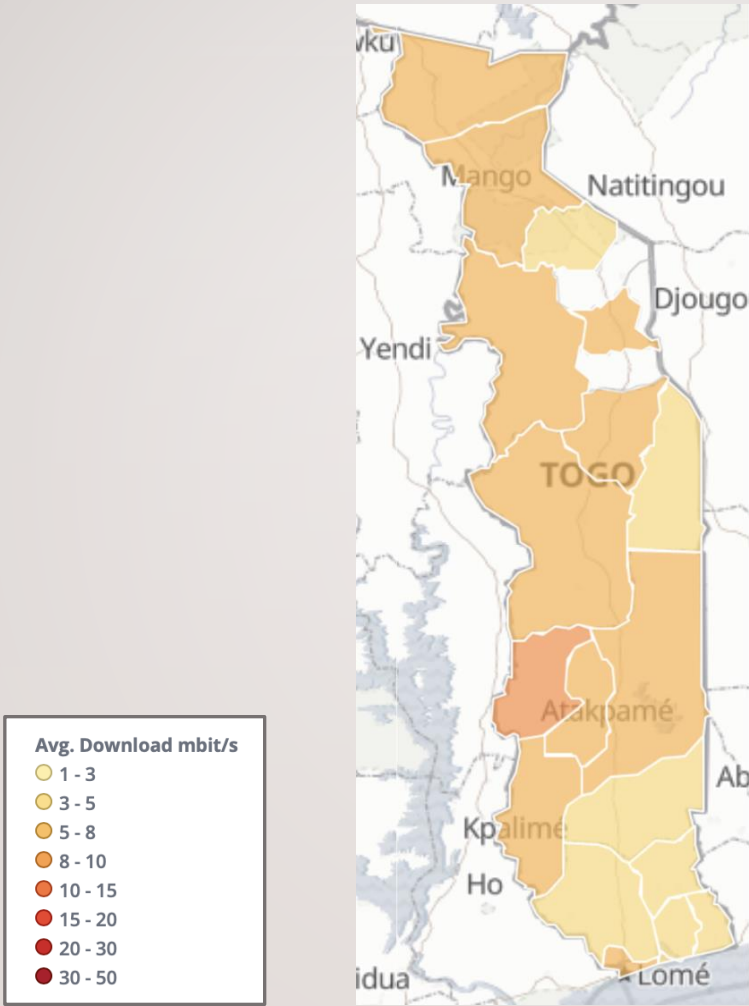 wku
Mango
Natitingou
Djougo
Yendi
TOGO
Atakpamé
Ab
Kpalimé
Ho
idua
Lomé
Avg. Download mbit/s
1 - 3
3 - 5
5 - 8
8 - 10
10 - 15
15 - 20
20 - 30
30 - 50